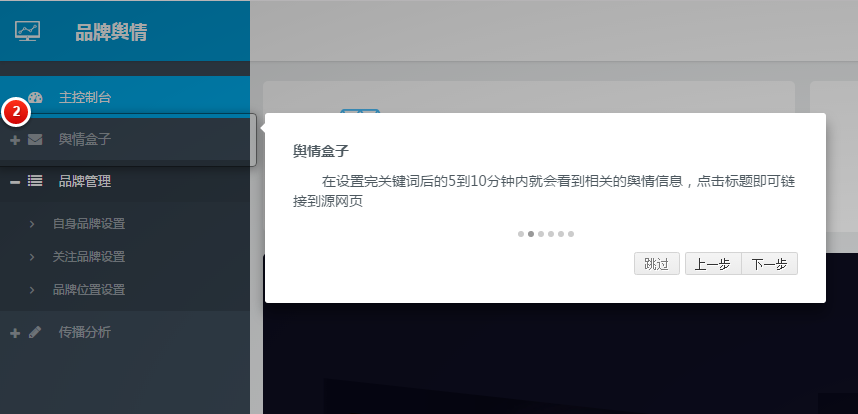 品牌舆情
主控制台
2
舆情盒子
品牌管理
自身品牌设置
关注品牌设置
品牌位置设置
传播分析
舆情盒子
在设置完关键词后的5到10分钟内就会看到相关的舆情信息，点击标题即可链
接到源网页
跳过 上一步 下一步